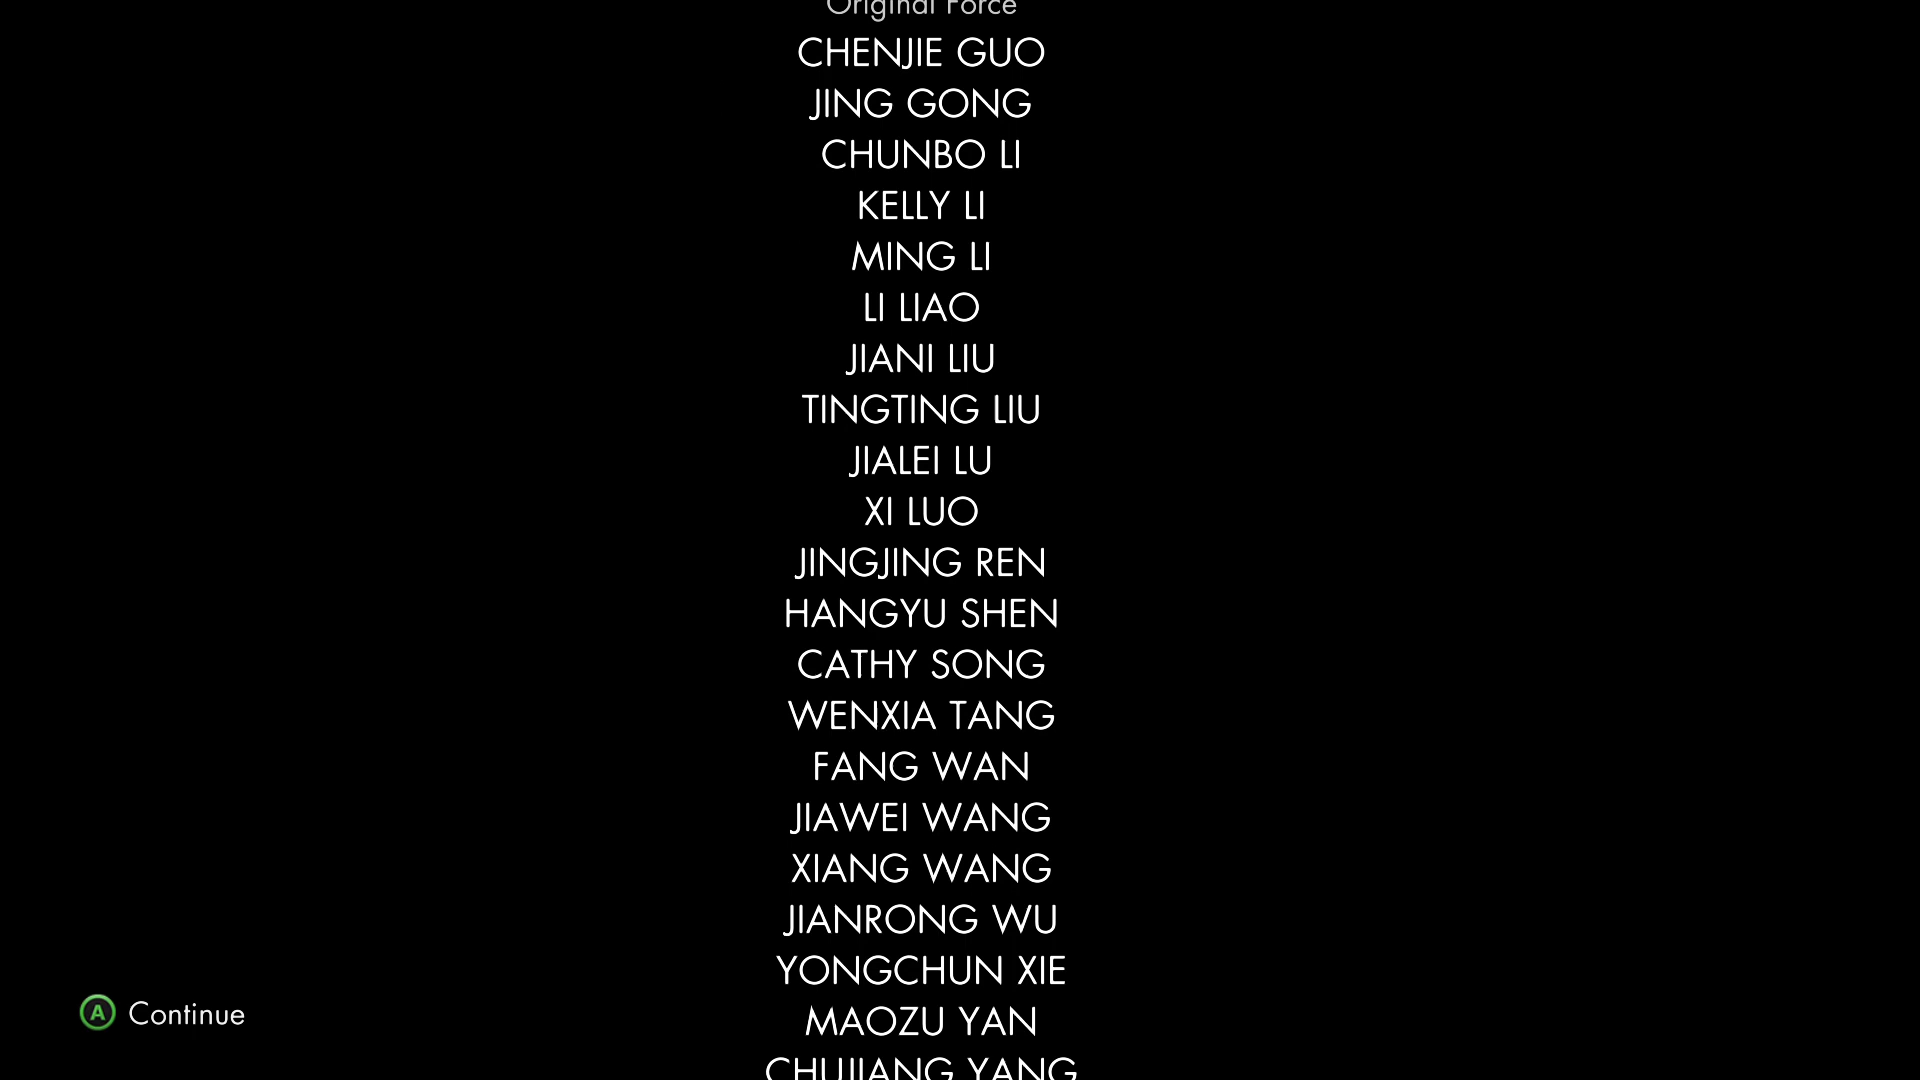 Original Force
CHENJIE GUO
JING GONG
CHUNBO LI
KELLY LI
MING LI
LI LIAO
JIANI LIU
TINGTING LIU
JIALEI LU
XI LUO
JINGJING REN
HANGYU SHEN
CATHY SONG
WENXIA TANG
FANG WAN
JIAWEI WANG
XIANG WANG
JIANRONG WU
YONGCHUN XIE
MAOZU YAN
CHUJIANG YANG
A Continue